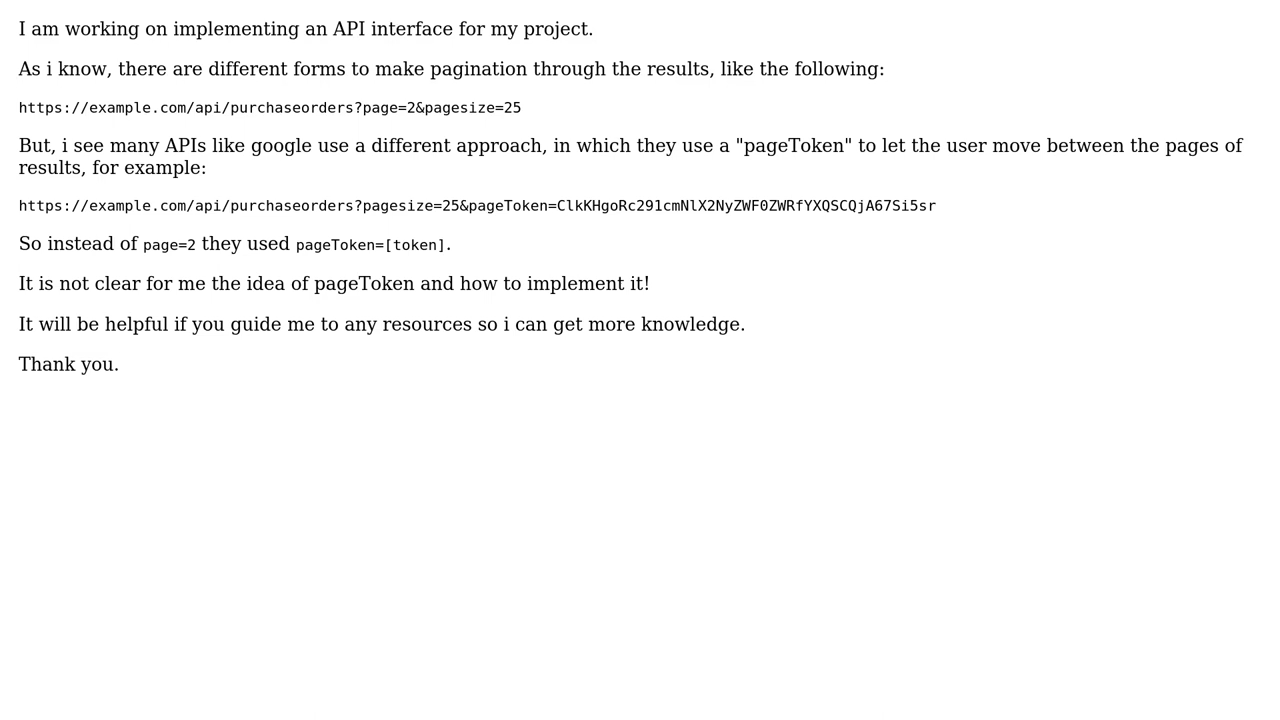 I am working on implementing an API interface for my project.
As i know, there are different forms to make pagination through the results, like the following:
https://example.com/api/purchaseorders?page=2&pagesize=25
But, i see many APIs like google use a different approach, in which they use a "pageToken" to let the user move between the pages of
results, for example:
https://example.com/api/purchaseorders?pagesize=25&pageToken=ClkKHgoRc291cmNlX2NyZWF0ZWRfYXQSCQjA67Si5sr
So instead of page=2 they used pageToken=[token].
It is not clear for me the idea of pageToken and how to implement it!
It will be helpful if you guide me to any resources so i can get more knowledge.
Thank you.